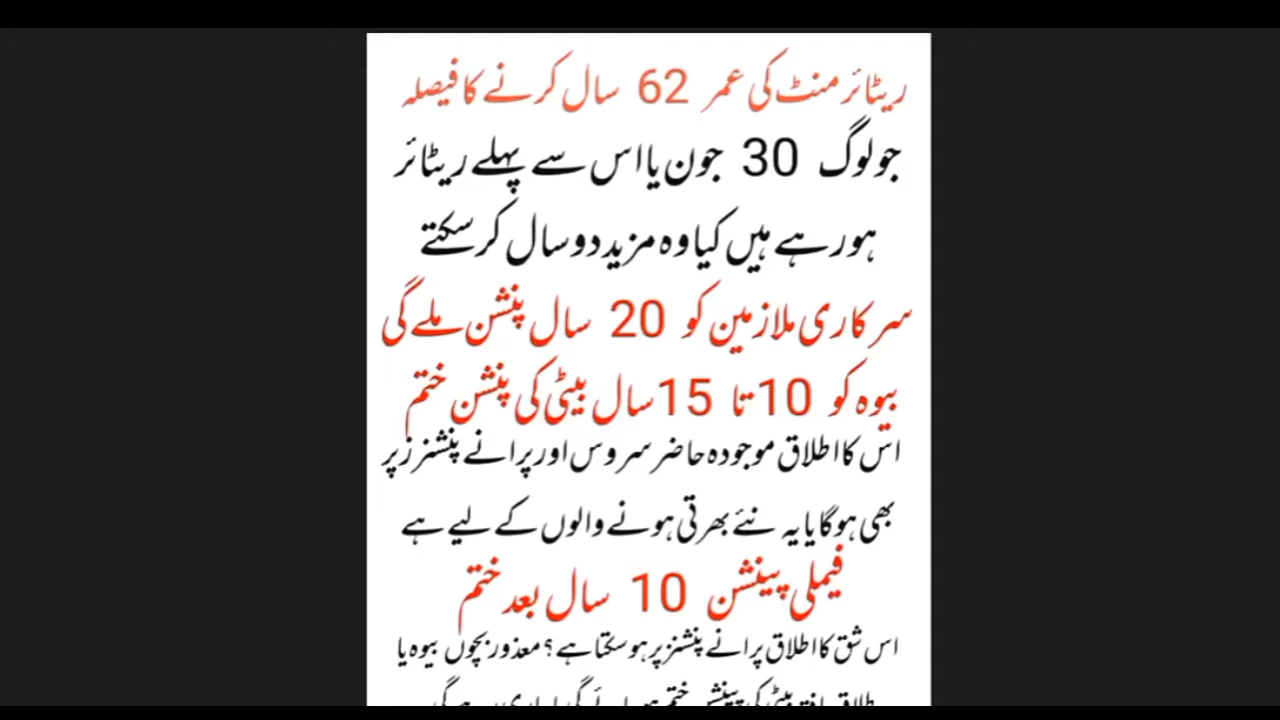 ریٹائرمنٹ کی عمر 62 سال کرنے کا فیصلہ
جو لوگ 30 جون یا اس سے پہلے ریٹائر
ہو رہے ہیں کیا وہ مزید دو سال کر سکتے
سرکاری ملازمین کو 20 سال پنشن ملے گی
بیوہ کو 10 تا 15 سال بیٹی کی پنشن ختم
اس کا اطلاق موجودہ حاضر سروس اور پرانے پنشنرز پر
بھی ہوگا یا یہ نئے بھرتی ہونے والوں کے لیے ہے
فیملی پینشن 10 سال بعد ختم
اس شق کا اطلاق پرانے پنشنرز پر ہو سکتا ہے؟ معذور بچوں بیوہ یا